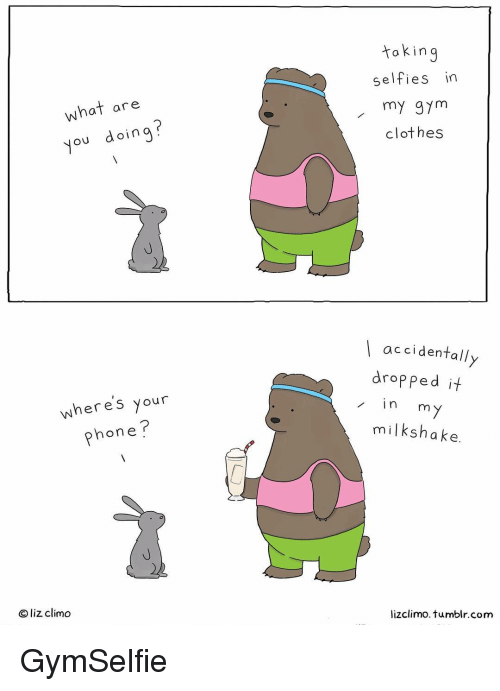 what are
you doing?
taking
selfies in
my gym
clothes
where's your
phone?
I accidentally
dropped it
in my
milkshake.
© liz climo
lizclimo.tumblr.com
GymSelfie